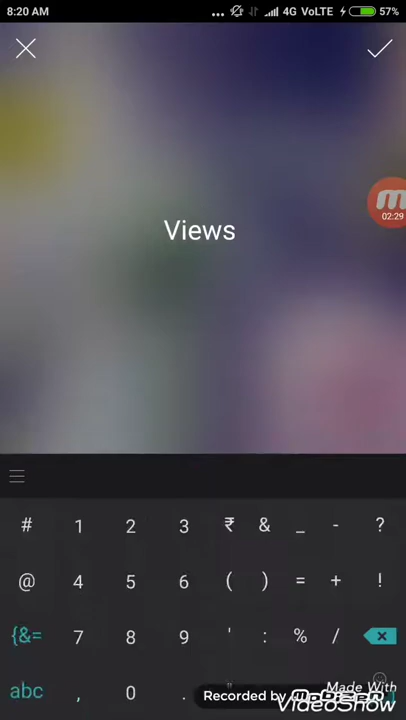 8:20 AM ... 4G VoLTE 57%
02:29
Views
# 1 2 3 ₹ & _ - ?
@ 4 5 6 ( ) = + !
{&= 7 8 9 ' : % /
abc , 0 . "
Recorded by
Made With
VideoShow